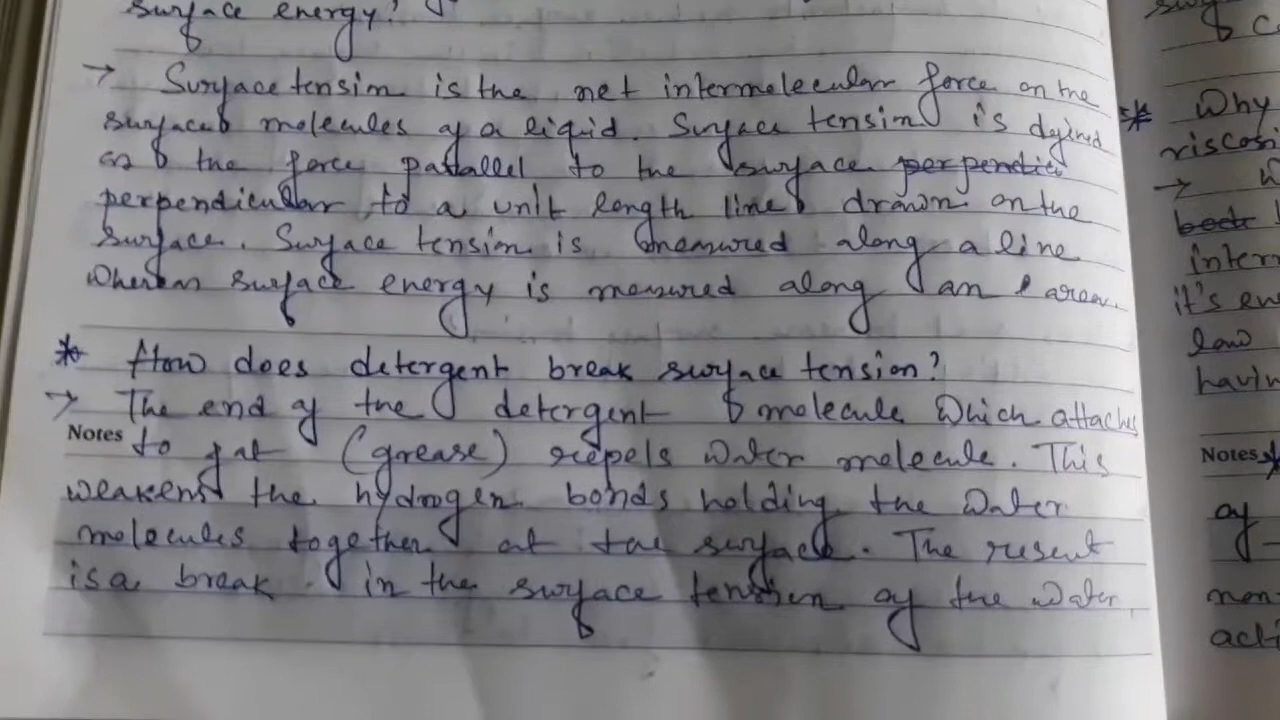 surface energy?
→ Surface tension is the net intermolecular force on the
surface molecules of a liquid. Surface tension is defined
as the force parallel to the surface perpendic
perpendicular to a unit length line drawn on the
surface. Surface tension is measured along a line
whereas surface energy is measured along an area.
* How does detergent break surface tension?
→ The end of the detergent molecule which attaches
Notes to fat (grease) repels water molecule. This
weakens the hydrogen bonds holding the water
molecules together at the surface. The resent
is a break in the surface tension of the water.
* Why
viscosi
→
interm
it's en
law
havin
Notes *
of
non-
acti